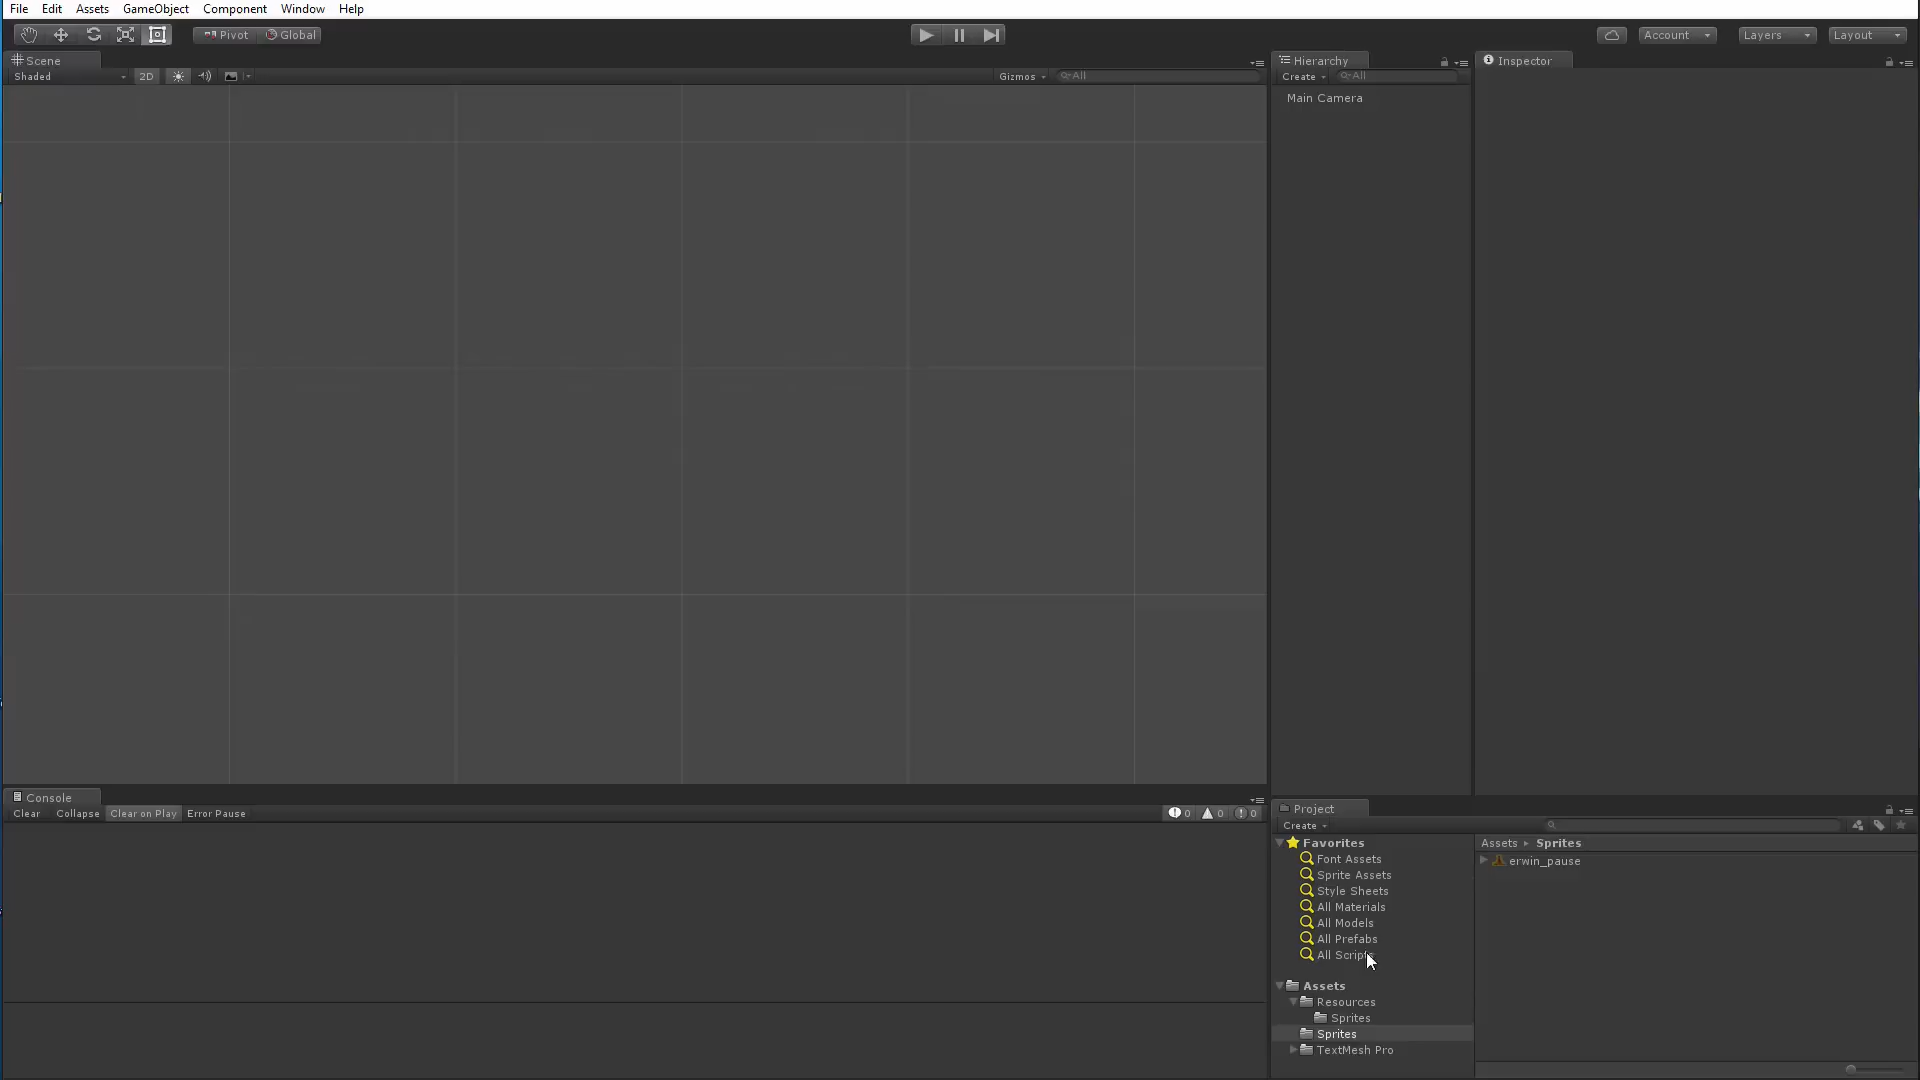 File Edit Assets GameObject Component Window Help
Pivot Global Account Layers Layout
Scene Hierarchy Inspector
Shaded 2D Gizmos All Create All
Main Camera
Console
Clear Collapse Clear on Play Error Pause 0 0 0
Project
Create
Favorites
Font Assets
Sprite Assets
Style Sheets
All Materials
All Models
All Prefabs
All Scripts
Assets
Resources
Sprites
Sprites
TextMesh Pro
Assets Sprites
erwin_pause